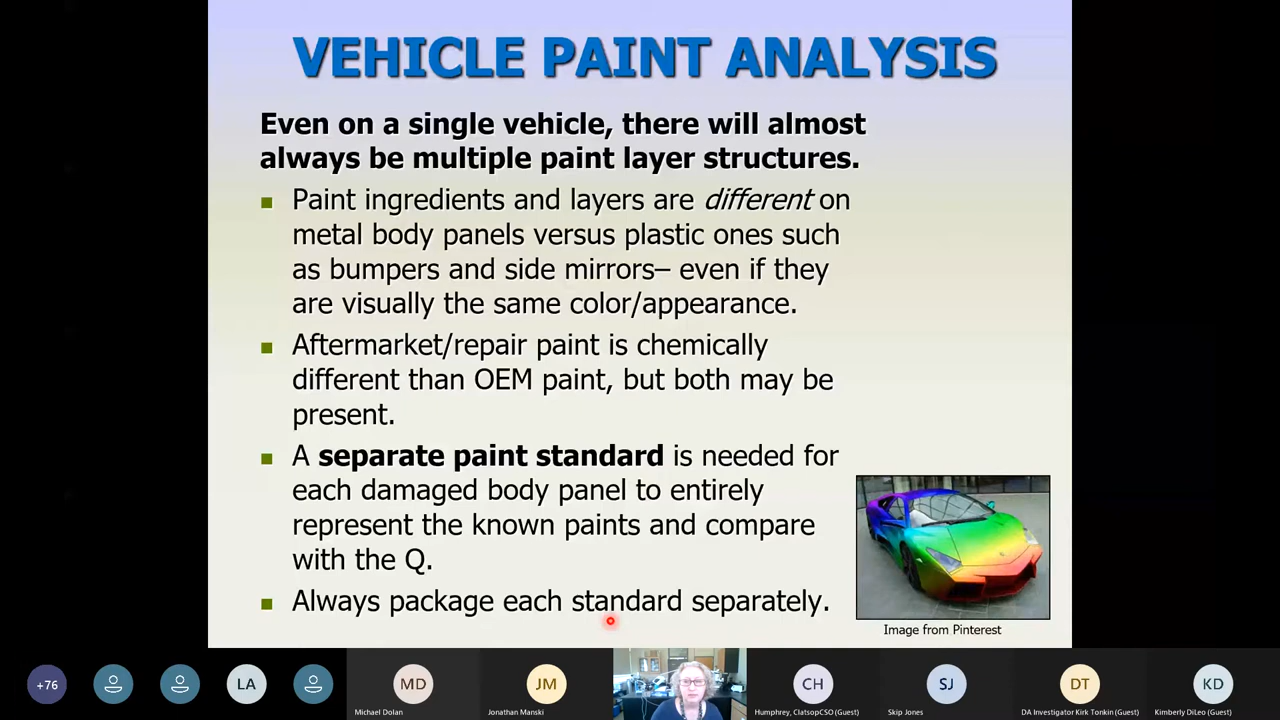 VEHICLE PAINT ANALYSIS
Even on a single vehicle, there will almost
always be multiple paint layer structures.
Paint ingredients and layers are different on
metal body panels versus plastic ones such
as bumpers and side mirrors– even if they
are visually the same color/appearance.
Aftermarket/repair paint is chemically
different than OEM paint, but both may be
present.
A separate paint standard is needed for
each damaged body panel to entirely
represent the known paints and compare
with the Q.
Always package each standard separately.
Image from Pinterest
+76
LA
MD
JM
CH
SJ
DT
KD
Michael Dolan
Jonathan Manski
Humphrey, ClatsopCSO (Guest)
Skip Jones
DA Investigator Kirk Tonkin (Guest)
Kimberly DiLeo (Guest)